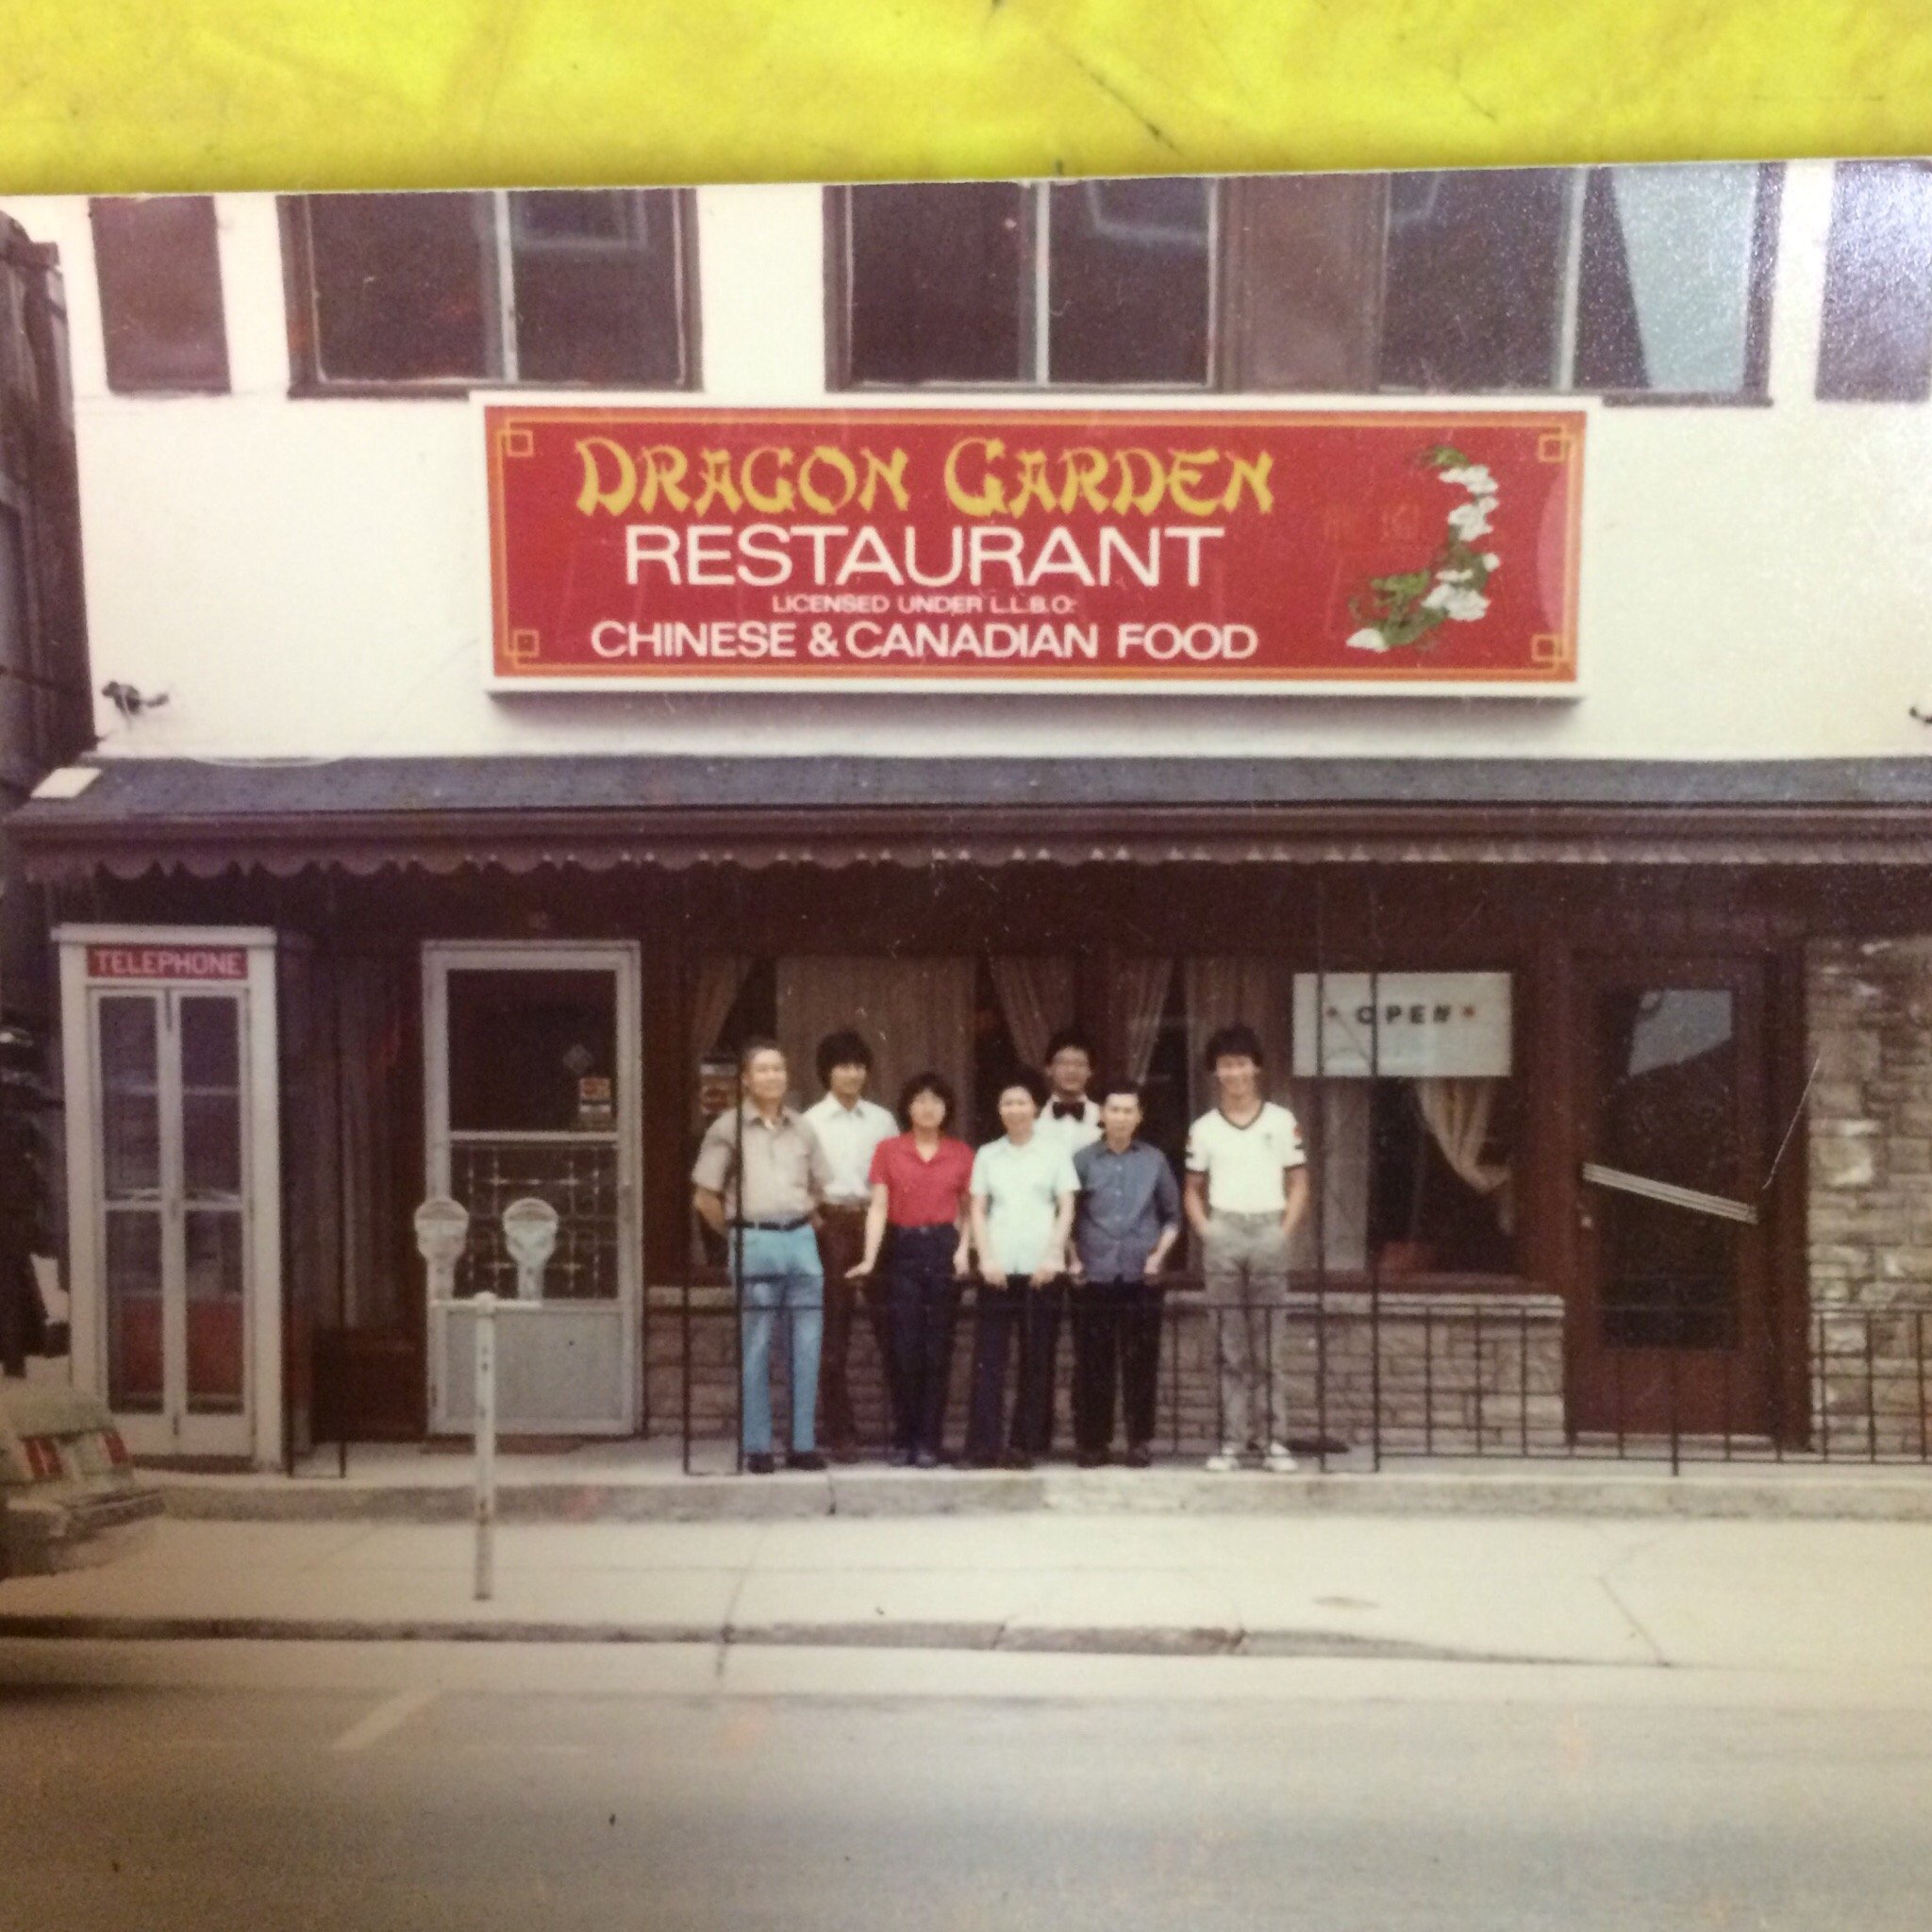 DRAGON GARDEN
RESTAURANT
LICENSED UNDER L.L.B.O.
CHINESE & CANADIAN FOOD
TELEPHONE
OPEN